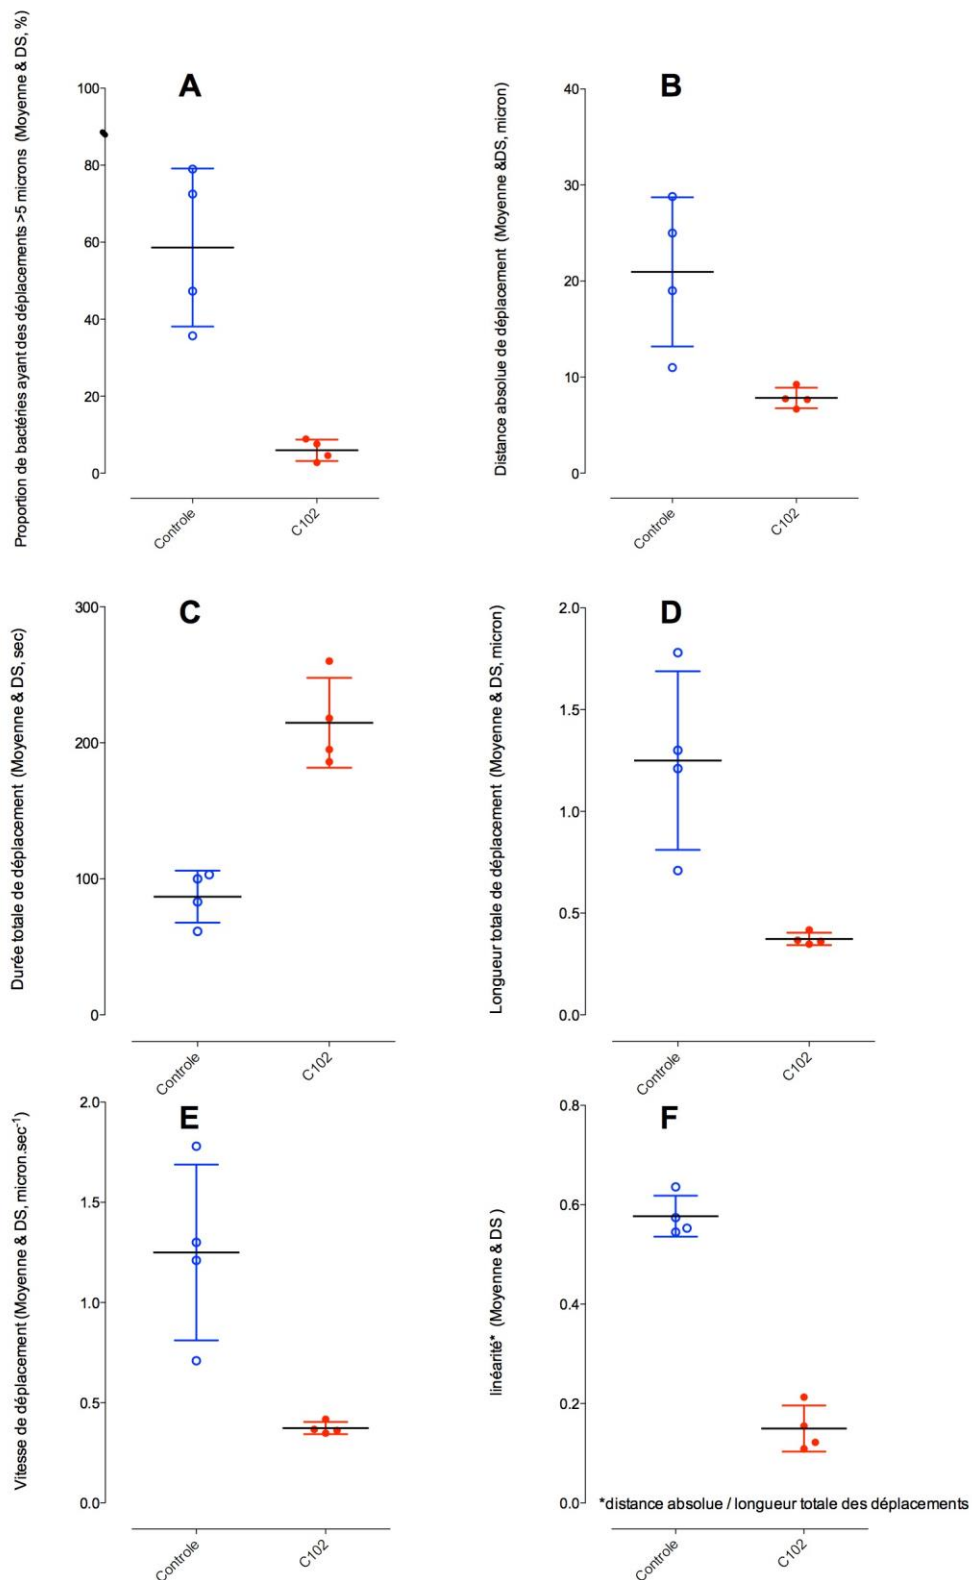 Proportion de bactéries ayant des déplacements >5 microns (Moyenne & DS, %)
A
100
80
60
40
20
0
Controle
C102
Distance absolue de déplacement (Moyenne &DS, micron)
B
40
30
20
10
0
Controle
C102
Durée totale de déplacement (Moyenne & DS, sec)
C
300
200
100
0
Controle
C102
Longueur totale de déplacement (Moyenne & DS, micron)
D
2.0
1.5
1.0
0.5
0.0
Controle
C102
Vitesse de déplacement (Moyenne & DS, micron.sec⁻¹)
E
2.0
1.5
1.0
0.5
0.0
Controle
C102
linéarité* (Moyenne & DS )
F
0.8
0.6
0.4
0.2
0.0
*distance absolue / longueur totale des déplacements
Controle
C102